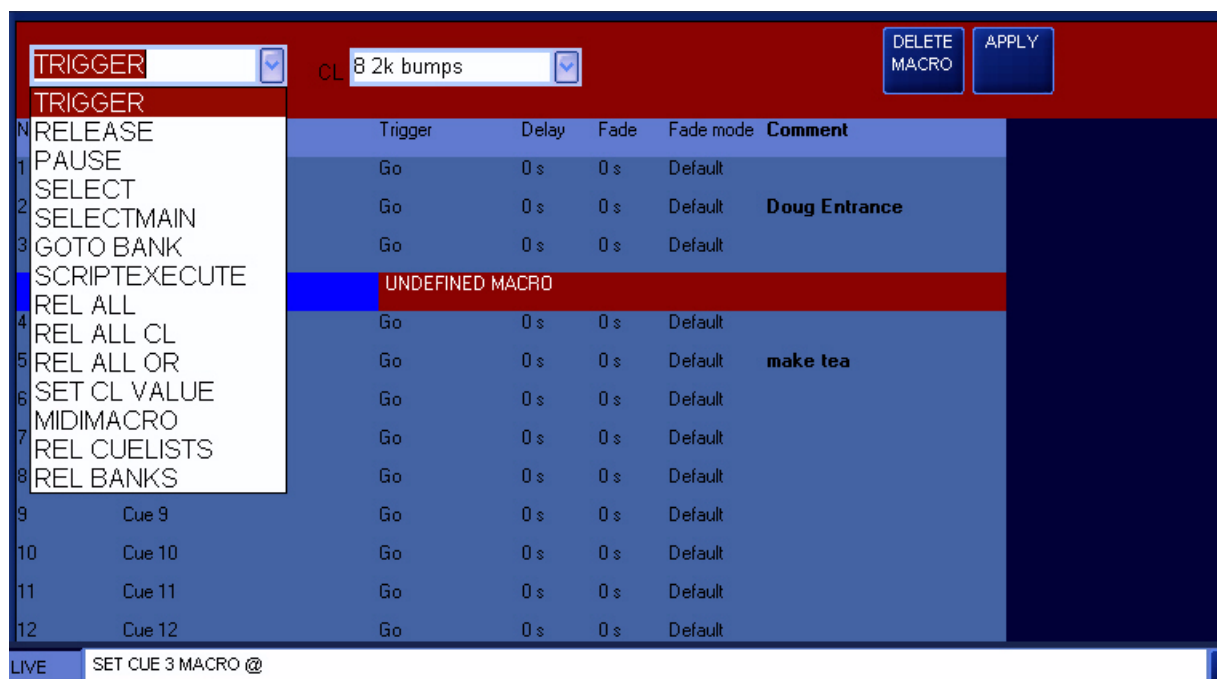 TRIGGER CL 8 2k bumps DELETE MACRO APPLY
TRIGGER
RELEASE
PAUSE
SELECT
SELECTMAIN
GOTO BANK
SCRIPTEXECUTE
REL ALL
REL ALL CL
REL ALL OR
SET CL VALUE
MIDIMACRO
REL CUELISTS
REL BANKS
N Trigger Delay Fade Fade mode Comment
1 Go 0 s 0 s Default
2 Go 0 s 0 s Default Doug Entrance
3 Go 0 s 0 s Default
UNDEFINED MACRO
4 Go 0 s 0 s Default
5 Go 0 s 0 s Default make tea
6 Go 0 s 0 s Default
7 Go 0 s 0 s Default
8 Go 0 s 0 s Default
9 Cue 9 Go 0 s 0 s Default
10 Cue 10 Go 0 s 0 s Default
11 Cue 11 Go 0 s 0 s Default
12 Cue 12 Go 0 s 0 s Default
LIVE SET CUE 3 MACRO @